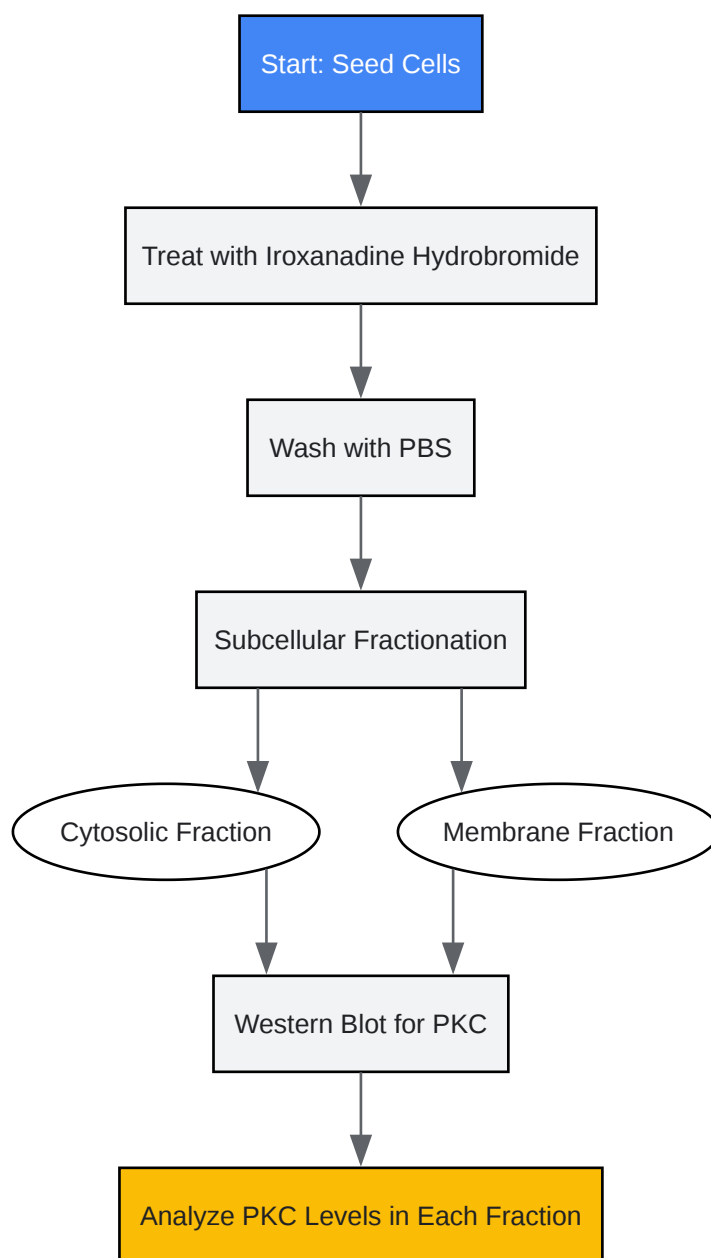 Start: Seed Cells
Treat with Iroxanadine Hydrobromide
Wash with PBS
Subcellular Fractionation
Cytosolic Fraction
Membrane Fraction
Western Blot for PKC
Analyze PKC Levels in Each Fraction